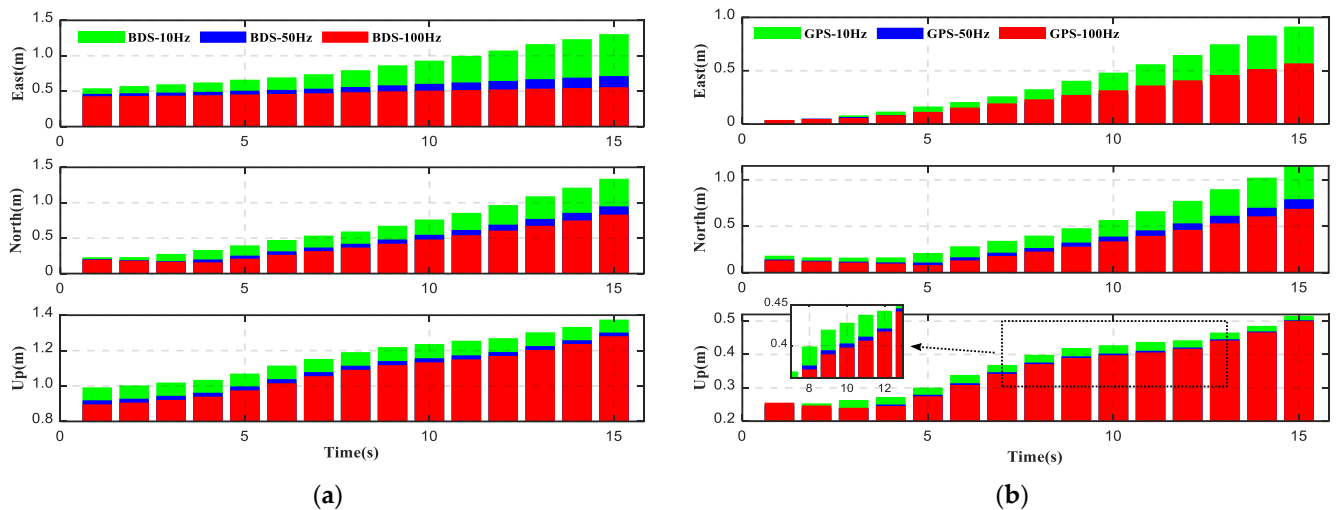 BDS-10Hz BDS-50Hz BDS-100Hz
East(m)
1.5
1.0
0.5
0
0 5 10 15
North(m)
1.5
1.0
0.5
0
0 5 10 15
Up(m)
1.4
1.2
1.0
0.8
0 5 10 15
Time(s)
(a)
GPS-10Hz GPS-50Hz GPS-100Hz
East(m)
1.0
0.5
0
0 5 10 15
North(m)
1.0
0.5
0
0 5 10 15
Up(m)
0.5
0.4
0.3
0.2
0.45
0.4
8 10 12
0 5 10 15
Time(s)
(b)